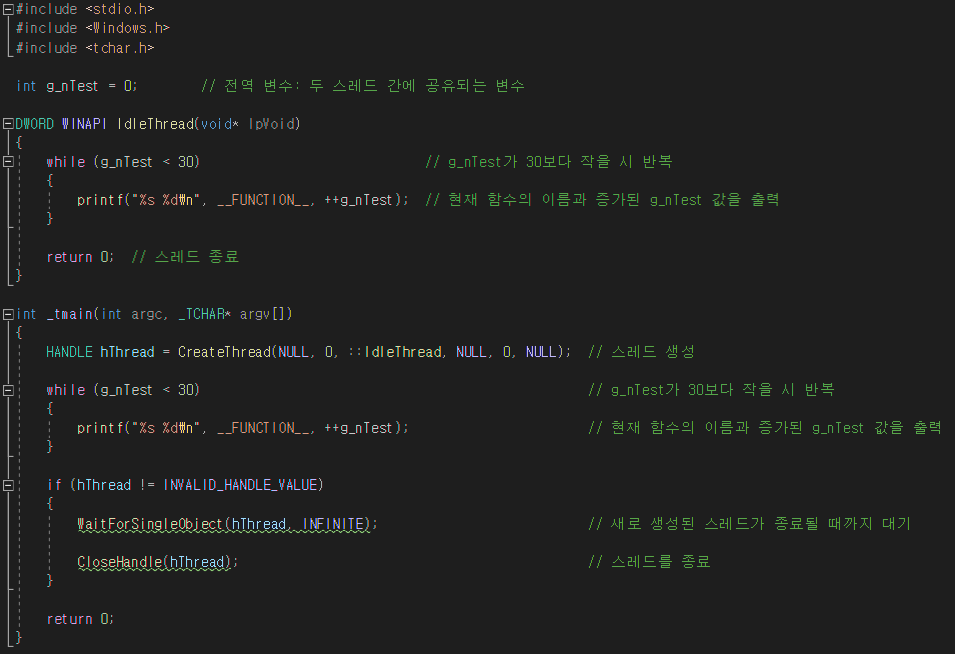 #include <stdio.h>
#include <Windows.h>
#include <tchar.h>
int g_nTest = 0; // 전역 변수: 두 스레드 간에 공유되는 변수
DWORD WINAPI IdleThread(void* lpVoid)
{
while (g_nTest < 30) // g_nTest가 30보다 작을 시 반복
{
printf("%s %d₩n", __FUNCTION__, ++g_nTest); // 현재 함수의 이름과 증가된 g_nTest 값을 출력
}
return 0; // 스레드 종료
}
int _tmain(int argc, _TCHAR* argv[])
{
HANDLE hThread = CreateThread(NULL, 0, ::IdleThread, NULL, 0, NULL); // 스레드 생성
while (g_nTest < 30) // g_nTest가 30보다 작을 시 반복
{
printf("%s %d₩n", __FUNCTION__, ++g_nTest); // 현재 함수의 이름과 증가된 g_nTest 값을 출력
}
if (hThread != INVALID_HANDLE_VALUE)
{
WaitForSingleObject(hThread, INFINITE); // 새로 생성된 스레드가 종료될 때까지 대기
CloseHandle(hThread); // 스레드를 종료
}
return 0;
}